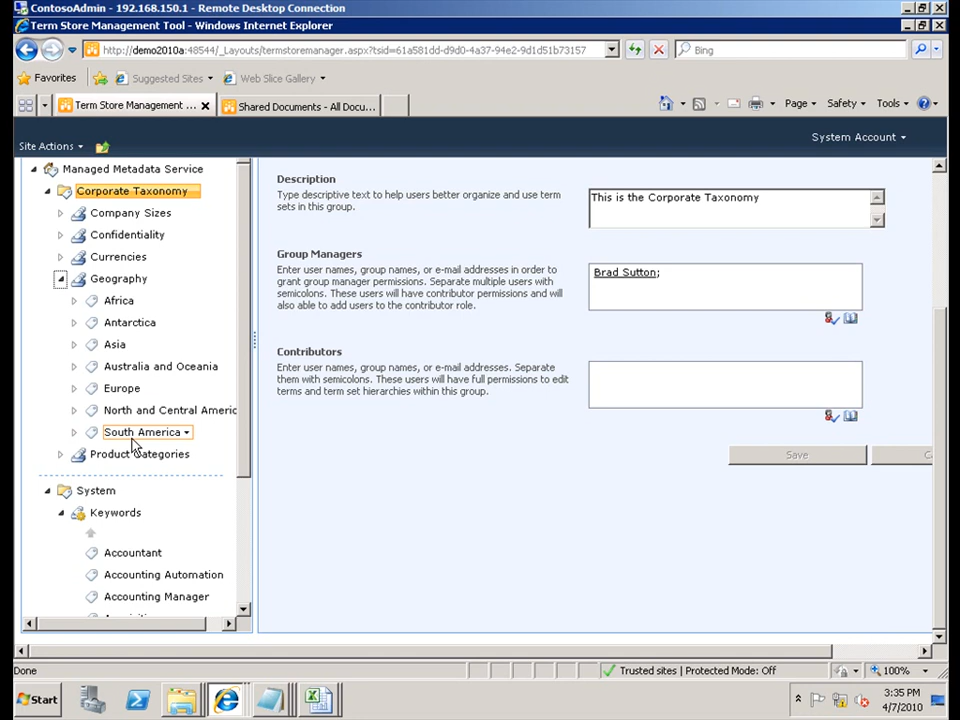 ContosoAdmin - 192.168.150.1 - Remote Desktop Connection
Term Store Management Tool - Windows Internet Explorer
http://demo2010a:48544/_Layouts/termstoremanager.aspx?tsid=61a581dd-d9d0-4a37-94e2-9d1d51b73157
Bing
Favorites
Suggested Sites
Web Slice Gallery
Term Store Management ...
Shared Documents - All Docu...
Page
Safety
Tools
Site Actions
System Account
Managed Metadata Service
Corporate Taxonomy
Company Sizes
Confidentiality
Currencies
Geography
Africa
Antarctica
Asia
Australia and Oceania
Europe
North and Central Americ
South America
Product Categories
System
Keywords
Accountant
Accounting Automation
Accounting Manager
Description
Type descriptive text to help users better organize and use term
sets in this group.
This is the Corporate Taxonomy
Group Managers
Enter user names, group names, or e-mail addresses in order to
grant group manager permissions. Separate multiple users with
semicolons. These users will have contributor permissions and will
also able to add users to the contributor role.
Brad Sutton;
Contributors
Enter user names, group names, or e-mail addresses. Separate
them with semicolons. These users will have full permissions to edit
terms and term set hierarchies within this group.
Save
C
Done
Trusted sites | Protected Mode: Off
100%
Start
3:35 PM
4/7/2010